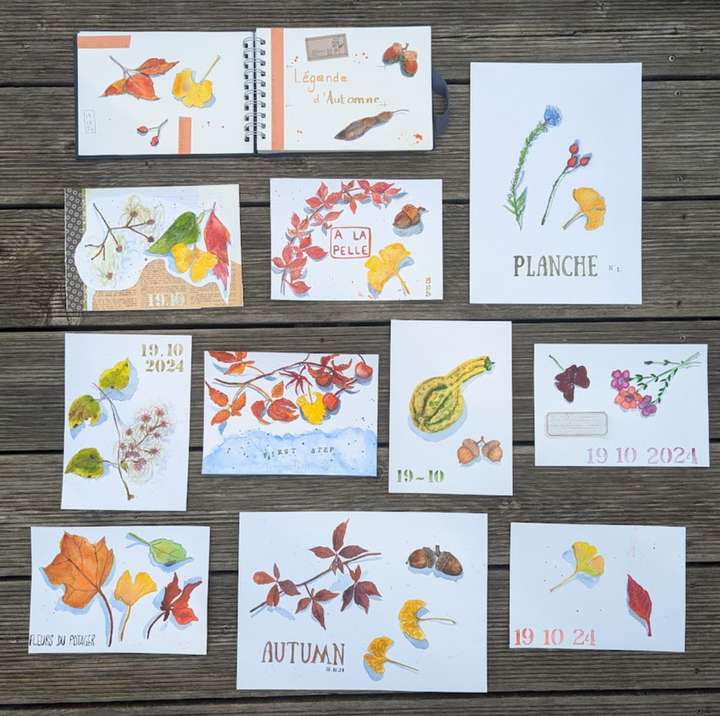 Légende
d'Automne
PLANCHE N 1
A LA
PELLE
19.10
19.10
2024
FIRST STEP
19~10
19 10 2024
FLEURS DU POTAGER
AUTUMN
19 10 24